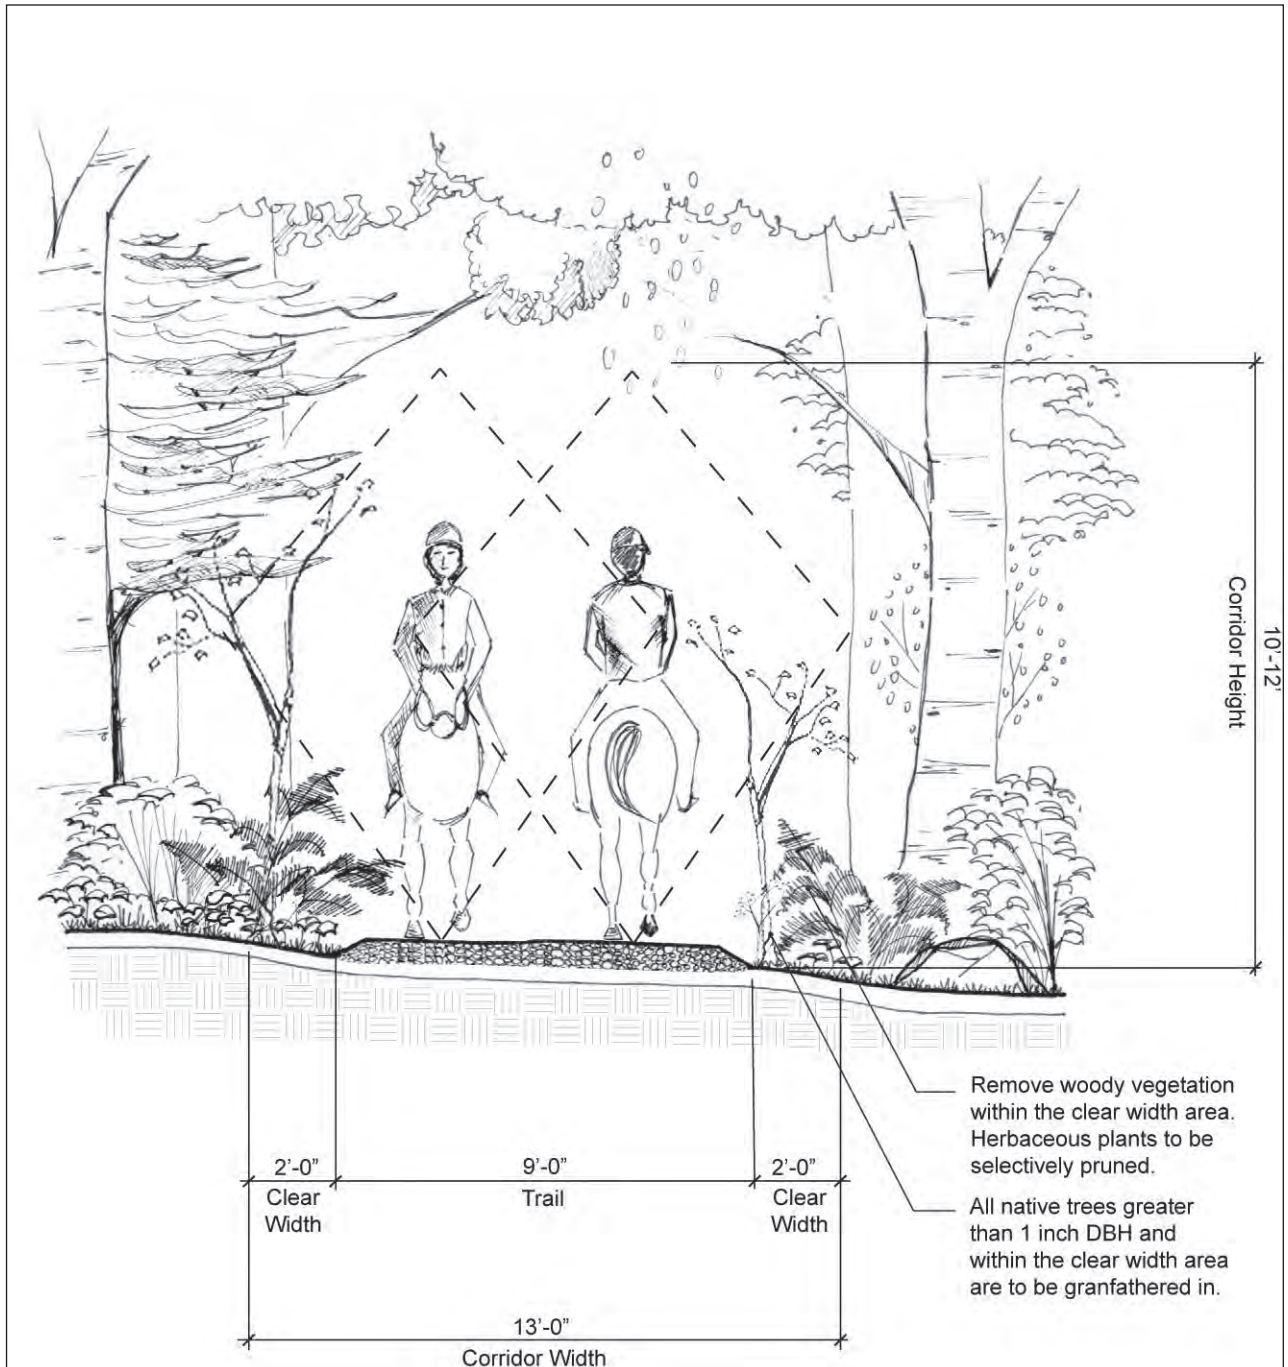 10'-12'
Corridor Height
Remove woody vegetation
within the clear width area.
Herbaceous plants to be
selectively pruned.
2'-0"
Clear
Width
9'-0"
Trail
2'-0"
Clear
Width
All native trees greater
than 1 inch DBH and
within the clear width area
are to be granfathered in.
13'-0"
Corridor Width